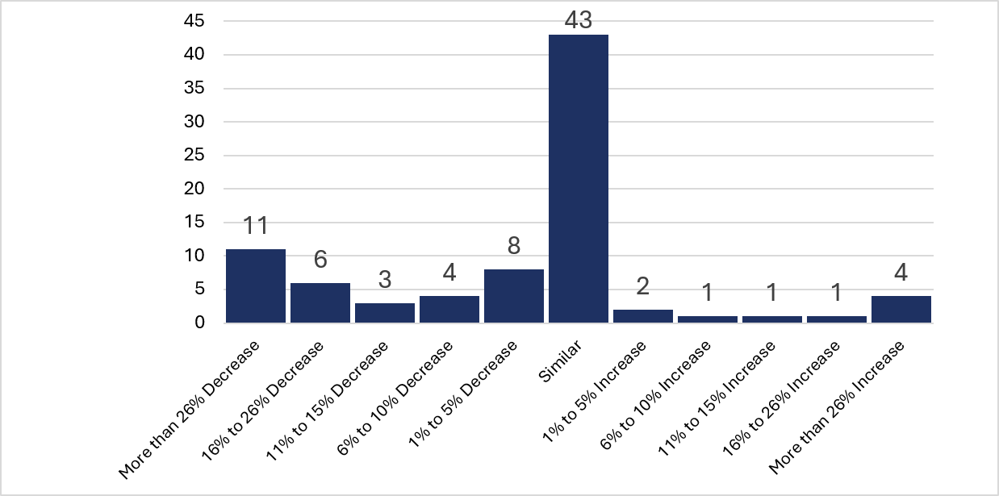 45
40
35
30
25
20
15
10
5
0
11
6
3
4
8
43
2
1
1
1
4
More than 26% Decrease
16% to 26% Decrease
11% to 15% Decrease
6% to 10% Decrease
1% to 5% Decrease
Similar
1% to 5% Increase
6% to 10% Increase
11% to 15% Increase
16% to 26% Increase
More than 26% Increase